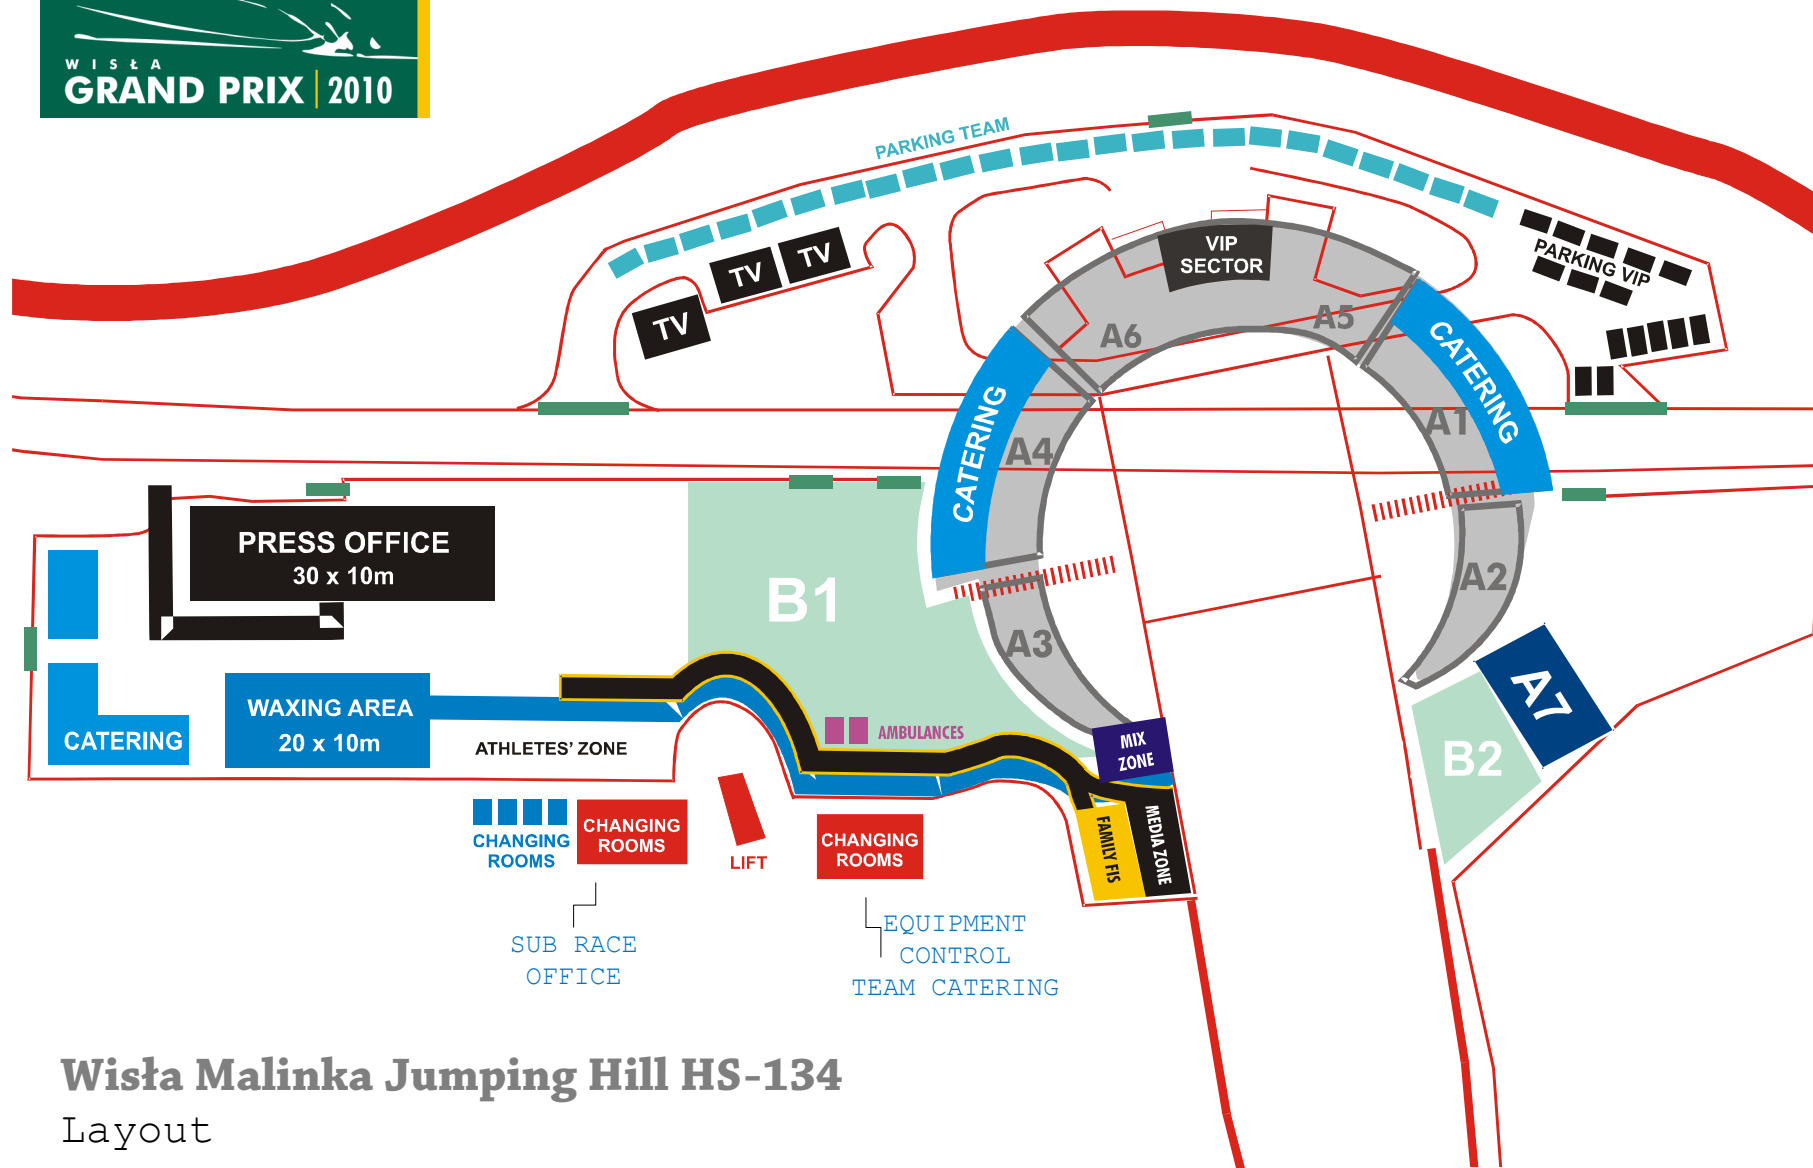 WISŁA
GRAND PRIX | 2010
PARKING TEAM
TV
TV
TV
VIP
SECTOR
PARKING VIP
A6
A5
CATERING
CATERING
A4
A1
PRESS OFFICE
30 x 10m
B1
A2
A3
A7
WAXING AREA
20 x 10m
CATERING
ATHLETES' ZONE
AMBULANCES
MIX
ZONE
B2
CHANGING
ROOMS
CHANGING
ROOMS
LIFT
CHANGING
ROOMS
FAMILY FIS
MEDIA ZONE
SUB RACE
OFFICE
EQUIPMENT
CONTROL
TEAM CATERING
Wisła Malinka Jumping Hill HS-134
Layout